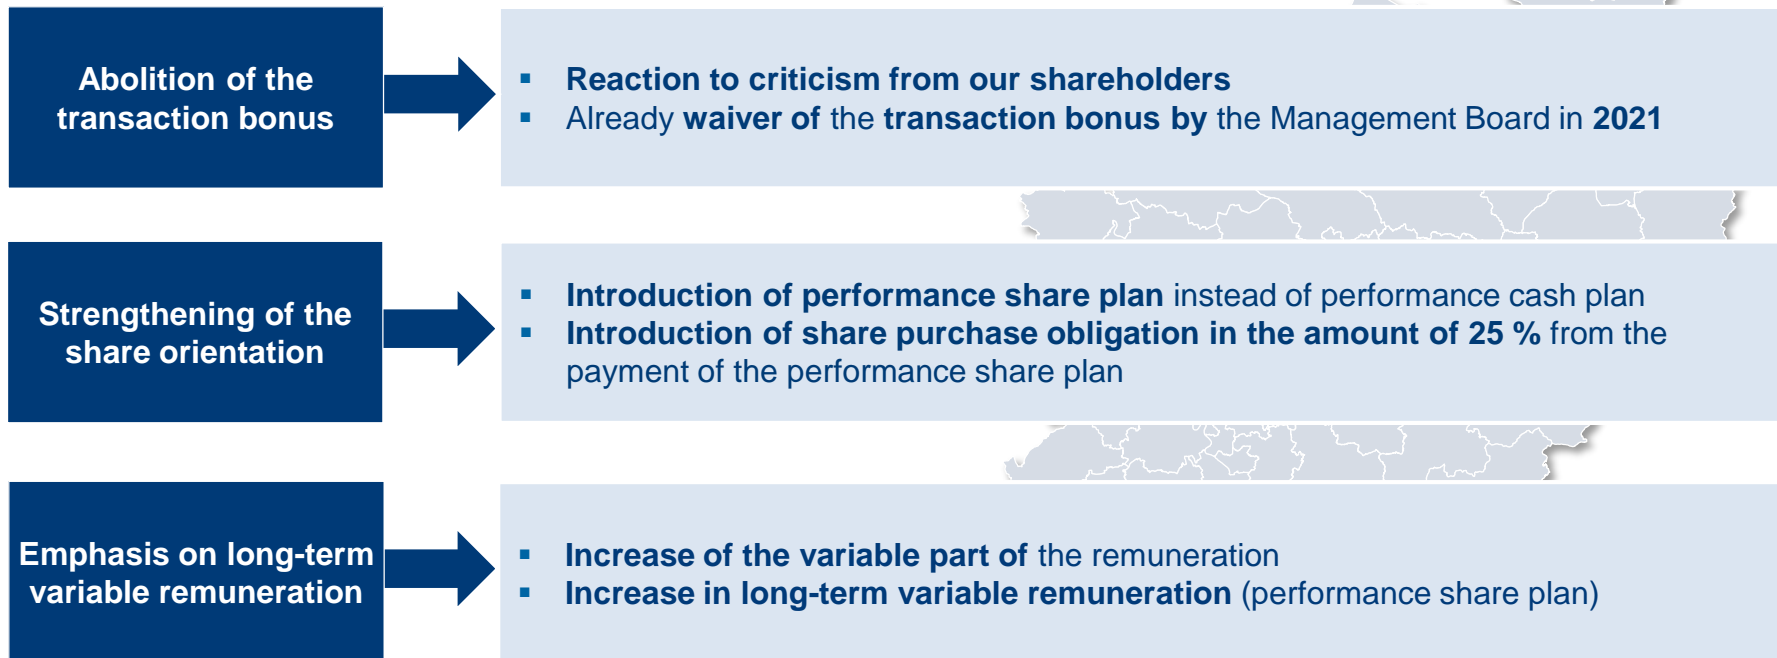 Abolition of the
transaction bonus
▪ Reaction to criticism from our shareholders
▪ Already waiver of the transaction bonus by the Management Board in 2021
Strengthening of the
share orientation
▪ Introduction of performance share plan instead of performance cash plan
▪ Introduction of share purchase obligation in the amount of 25 % from the
payment of the performance share plan
Emphasis on long-term
variable remuneration
▪ Increase of the variable part of the remuneration
▪ Increase in long-term variable remuneration (performance share plan)